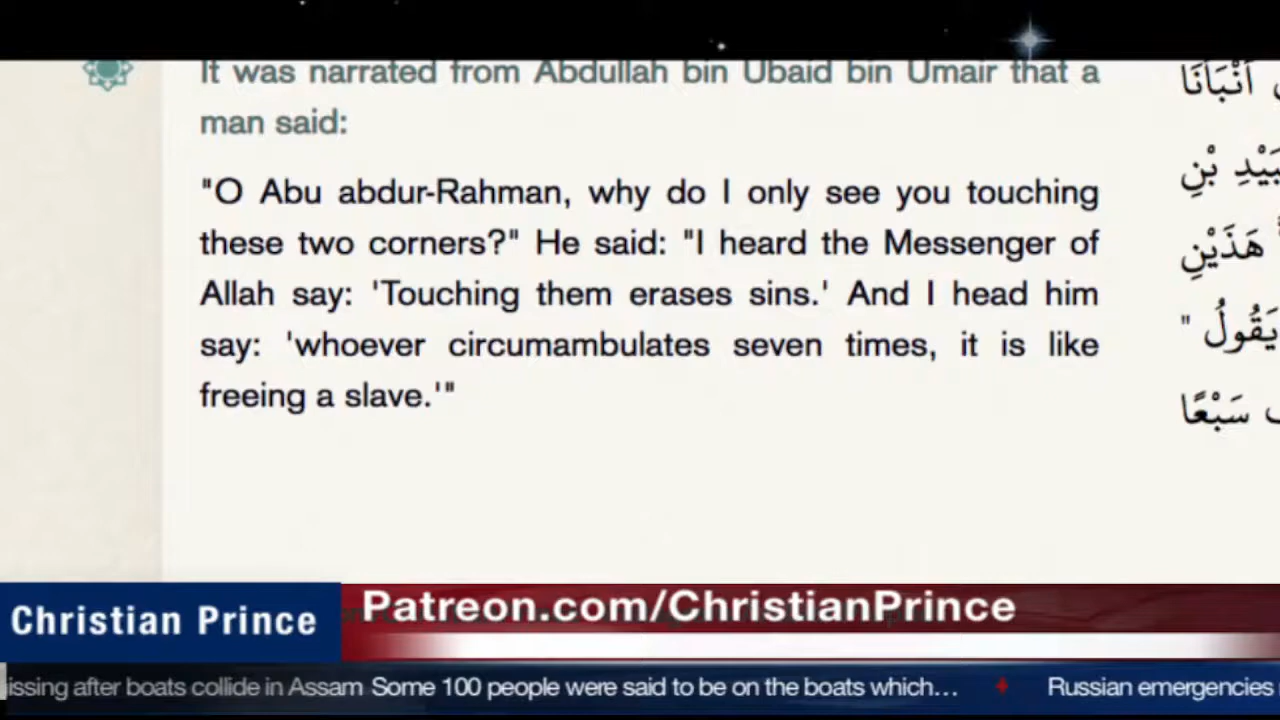 It was narrated from Abdullah bin Ubaid bin Umair that a
man said:
"O Abu abdur-Rahman, why do I only see you touching
these two corners?" He said: "I heard the Messenger of
Allah say: 'Touching them erases sins.' And I head him
say: 'whoever circumambulates seven times, it is like
freeing a slave.'"
أَنْبَأَنَا
بْنِ
هَذَيْنِ
يَقُولُ "
سَبْعًا
Christian Prince
Patreon.com/ChristianPrince
issing after boats collide in Assam Some 100 people were said to be on the boats which... Russian emergencies